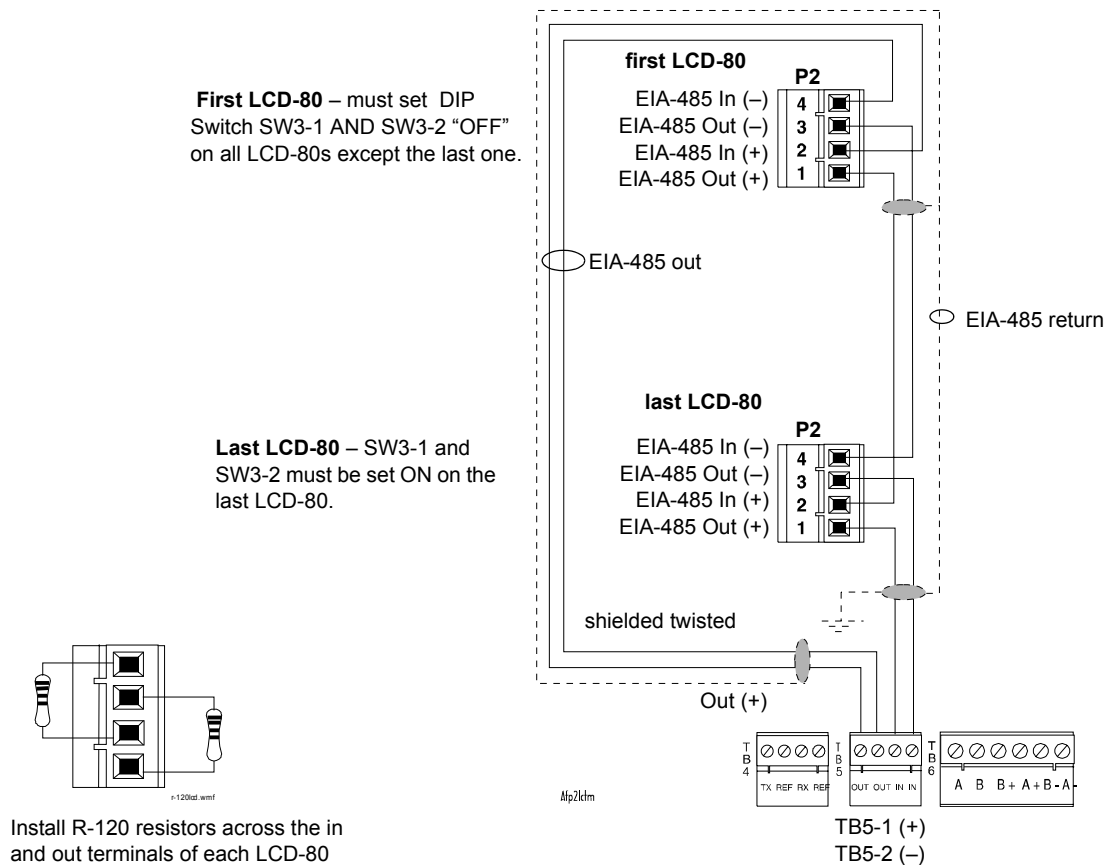 first LCD-80
P2
First LCD-80 – must set DIP
Switch SW3-1 AND SW3-2 “OFF”
on all LCD-80s except the last one.
EIA-485 In (–)
EIA-485 Out (–)
EIA-485 In (+)
EIA-485 Out (+)
4
3
2
1
EIA-485 out
EIA-485 return
last LCD-80
P2
Last LCD-80 – SW3-1 and
SW3-2 must be set ON on the
last LCD-80.
EIA-485 In (–)
EIA-485 Out (–)
EIA-485 In (+)
EIA-485 Out (+)
4
3
2
1
shielded twisted
Out (+)
TB4
TX REF RX REF
TB5
OUT OUT IN IN
TB6
A B B+ A+ B- A-
r-120lcd.wmf
Install R-120 resistors across the in
and out terminals of each LCD-80
TB5-1 (+)
TB5-2 (–)